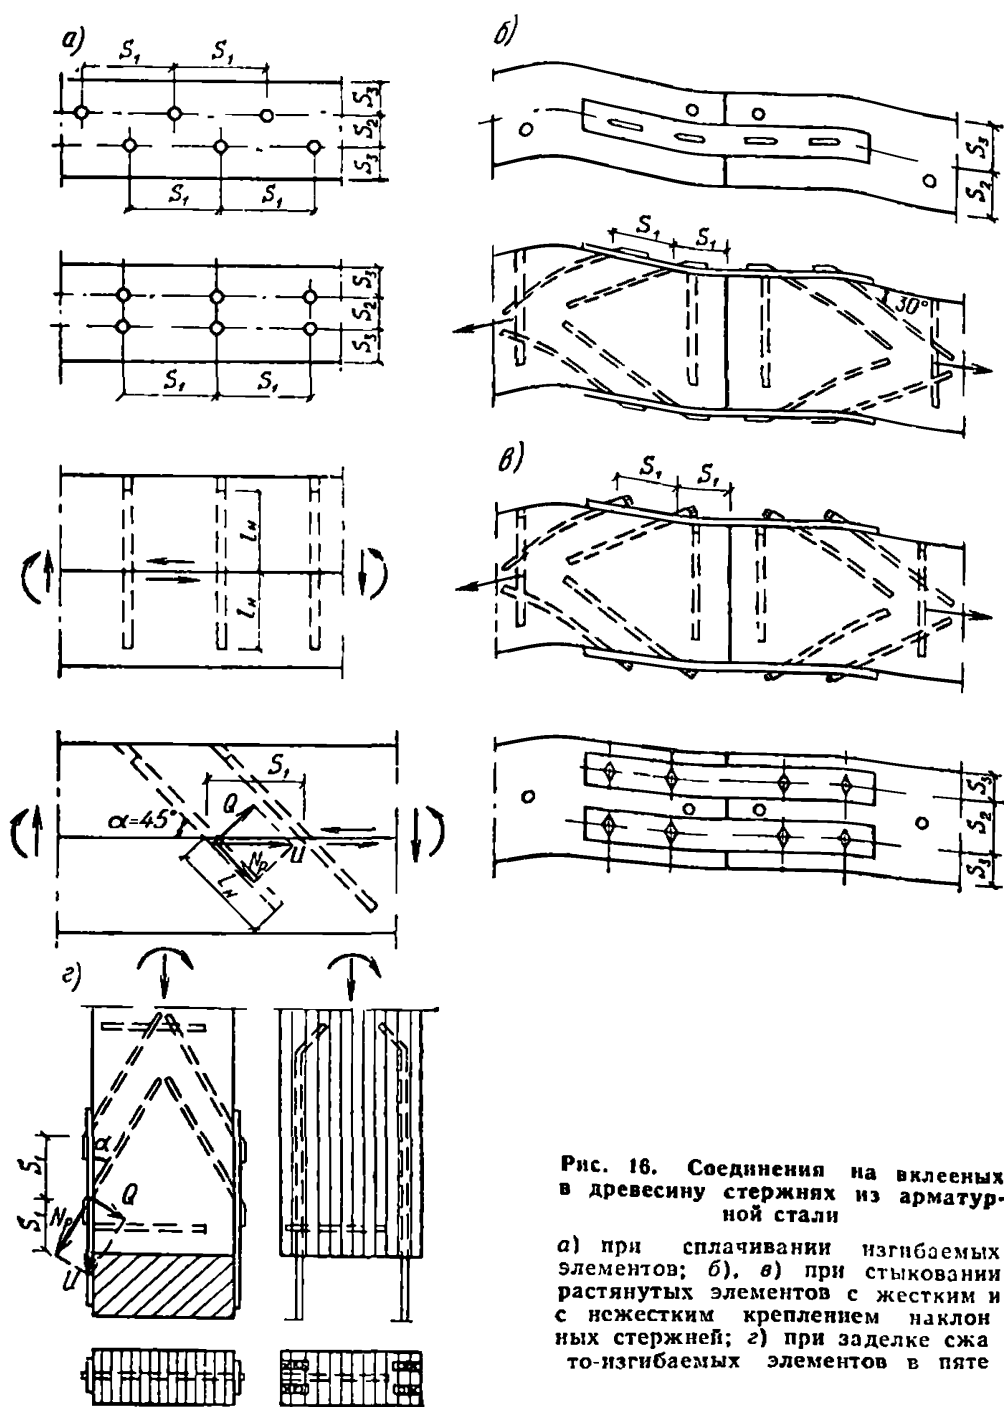 а)
S₁ S₁
S₃
S₂
S₃
S₁ S₁
S₃
S₂
S₃
S₁ S₁
lн
lн
S₁
Q
α=45°
Nр
U
lн
б)
S₃
S₂
S₁ S₁
30°
в)
S₁ S₁
S₃
S₂
S₃
г)
α
S₁
Q
S₁
Nр
U
Рис. 16. Соединения на вклееных
в древесину стержнях из арматур-
ной стали
а) при сплачивании изгибаемых
элементов; б), в) при стыковании
растянутых элементов с жестким и
с нежестким креплением наклон
ных стержней; г) при заделке сжа
то-изгибаемых элементов в пяте